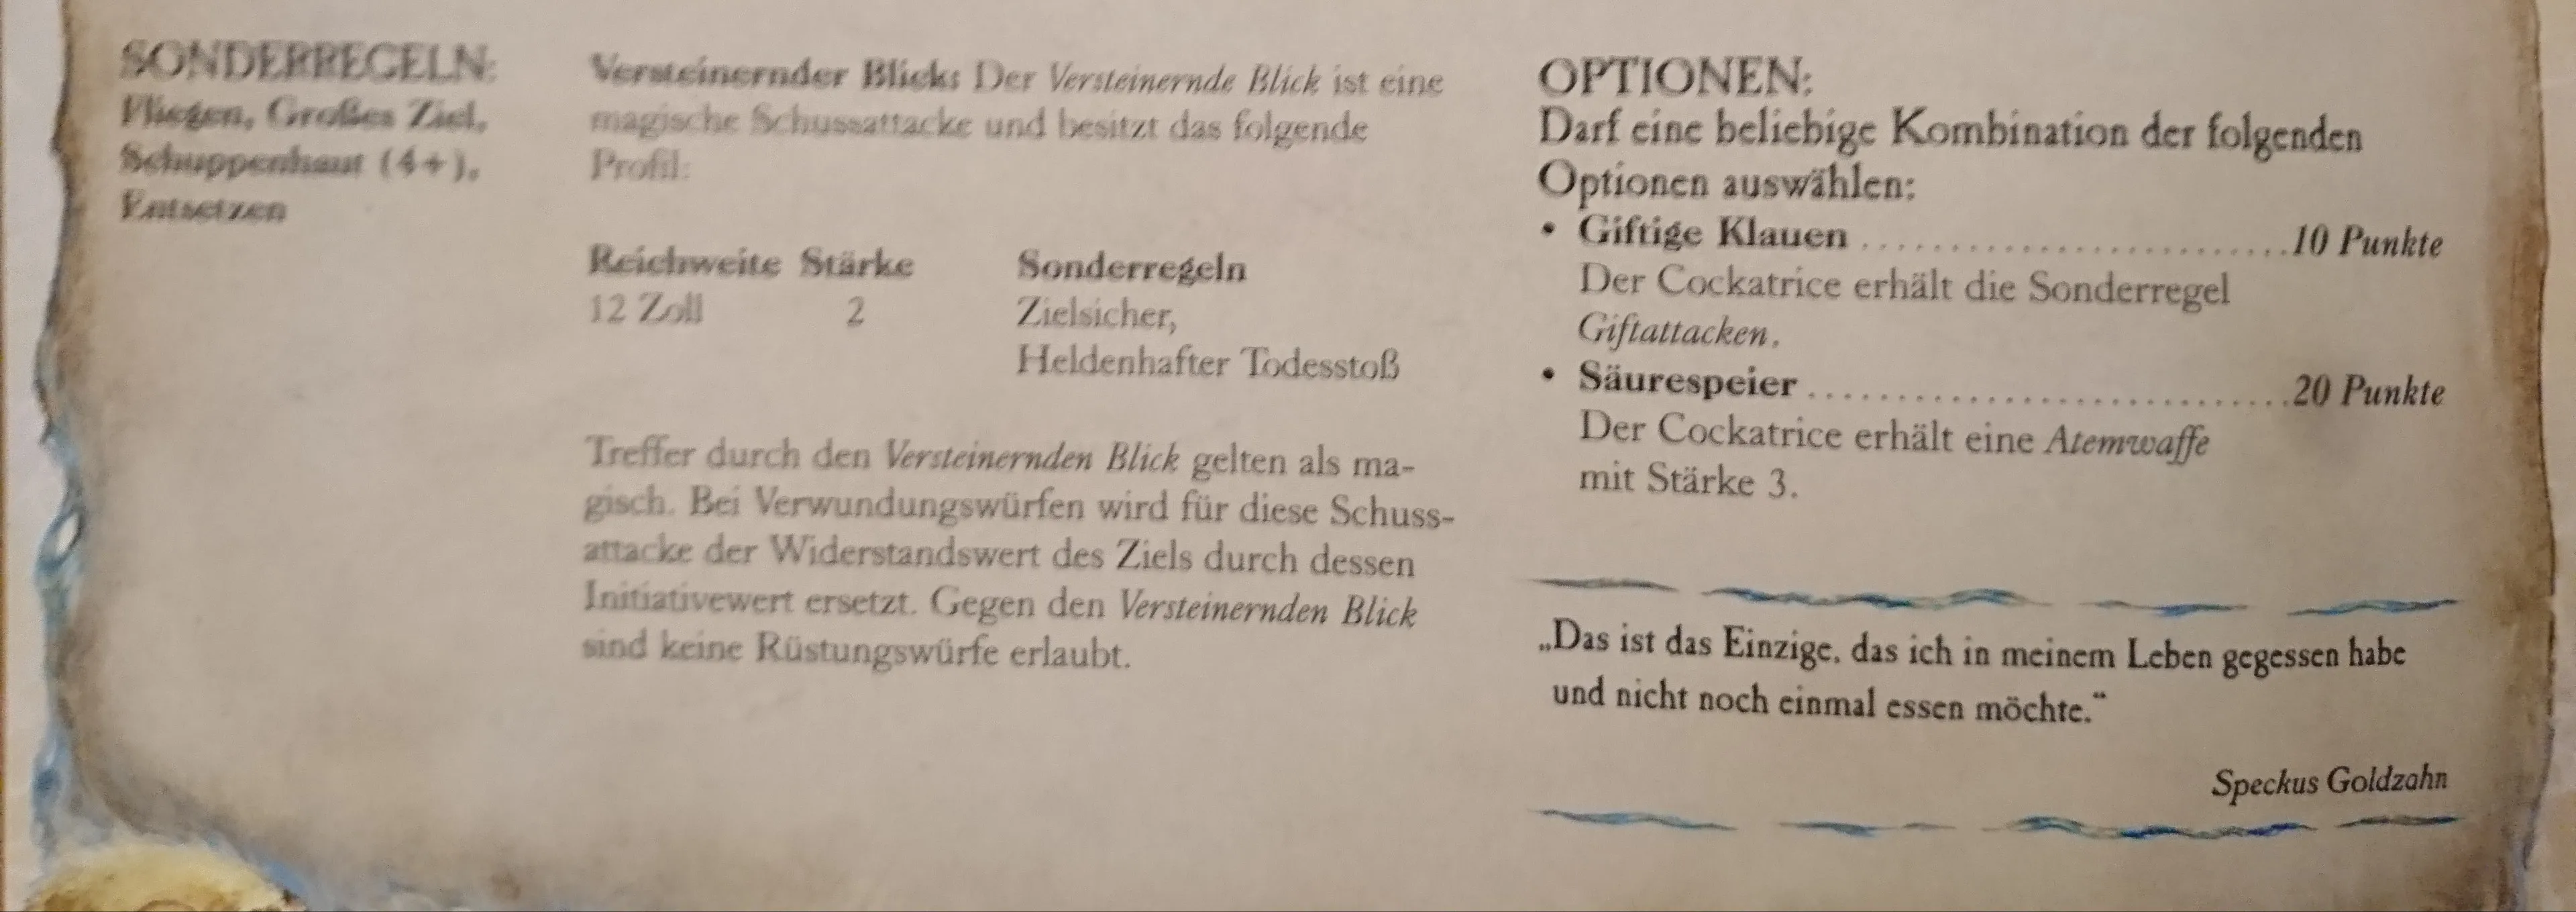 SONDERREGELN:
Fliegen, Großes Ziel,
Schuppenhaut (4+),
Entsetzen
Versteinernder Blick: Der Versteinernde Blick ist eine
magische Schussattacke und besitzt das folgende
Profil:
Reichweite Stärke Sonderregeln
12 Zoll 2 Zielsicher,
Heldenhafter Todesstoß
Treffer durch den Versteinernden Blick gelten als ma-
gisch. Bei Verwundungswürfen wird für diese Schuss-
attacke der Widerstandswert des Ziels durch dessen
Initiativewert ersetzt. Gegen den Versteinernden Blick
sind keine Rüstungswürfe erlaubt.
OPTIONEN:
Darf eine beliebige Kombination der folgenden
Optionen auswählen:
• Giftige Klauen ........................10 Punkte
Der Cockatrice erhält die Sonderregel
Giftattacken.
• Säurespeier ...........................20 Punkte
Der Cockatrice erhält eine Atemwaffe
mit Stärke 3.
„Das ist das Einzige, das ich in meinem Leben gegessen habe
und nicht noch einmal essen möchte.“
Speckus Goldzahn